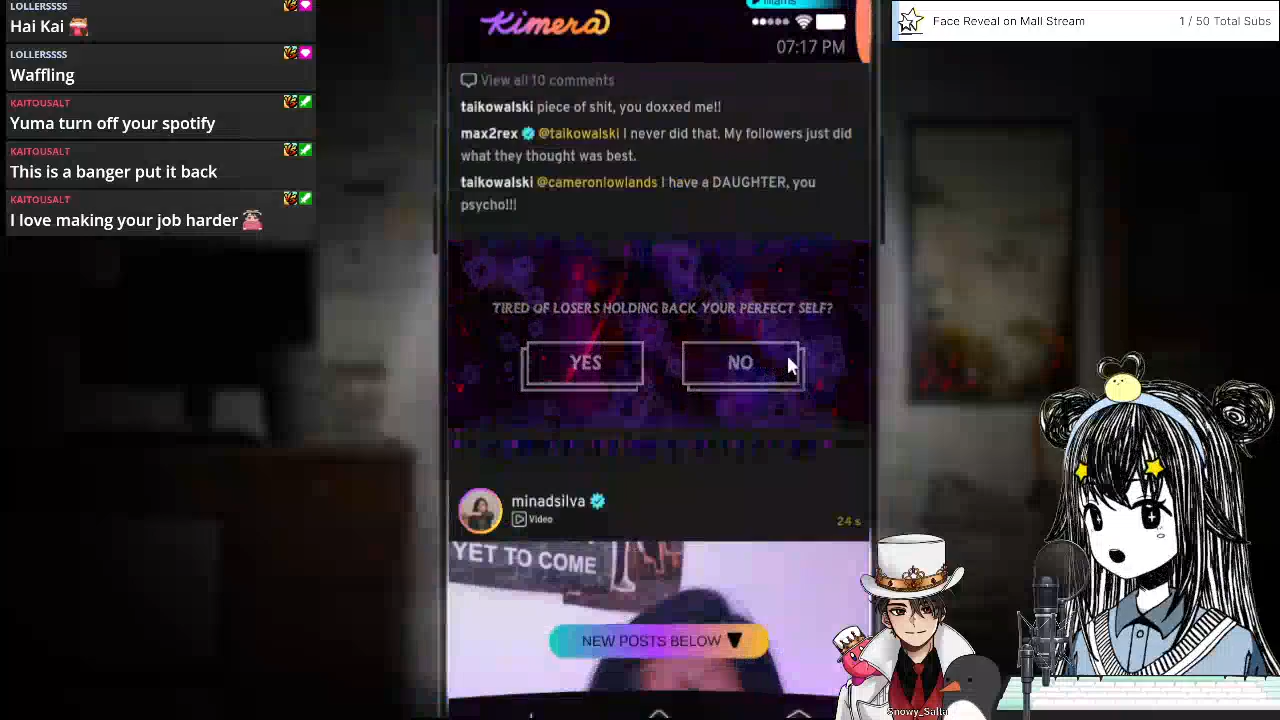 LOLLERSSSS
Hai Kai
LOLLERSSSS
Waffling
KAITOUSALT
Yuma turn off your spotify
KAITOUSALT
This is a banger put it back
KAITOUSALT
I love making your job harder
Kimera
07:17 PM
View all 10 comments
taikowalski piece of shit, you doxxed me!!
max2rex @taikowalski I never did that. My followers just did
what they thought was best.
taikowalski @cameronlowlands I have a DAUGHTER, you
psycho!!!
TIRED OF LOSERS HOLDING BACK YOUR PERFECT SELF?
YES
NO
minadsilva
Video
24 s
YET TO COME
NEW POSTS BELOW
Face Reveal on Mall Stream
1 / 50 Total Subs